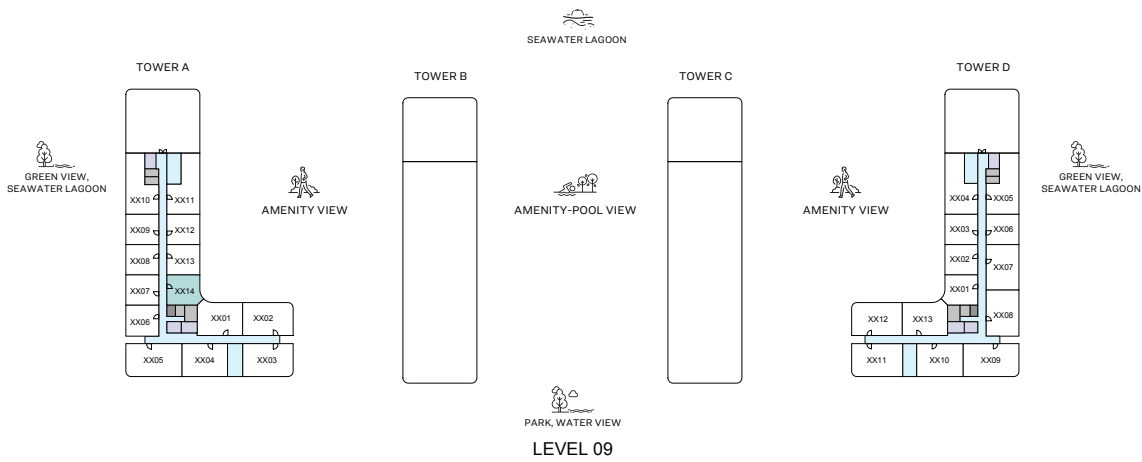 SEAWATER LAGOON
TOWER A
TOWER B
TOWER C
TOWER D
GREEN VIEW,
SEAWATER LAGOON
AMENITY VIEW
AMENITY-POOL VIEW
AMENITY VIEW
GREEN VIEW,
SEAWATER LAGOON
XX10 XX11
XX09 XX12
XX08 XX13
XX07 XX14
XX06 XX01 XX02
XX05 XX04 XX03
XX04 XX05
XX03 XX06
XX02 XX07
XX01
XX12 XX13 XX08
XX11 XX10 XX09
PARK, WATER VIEW
LEVEL 09